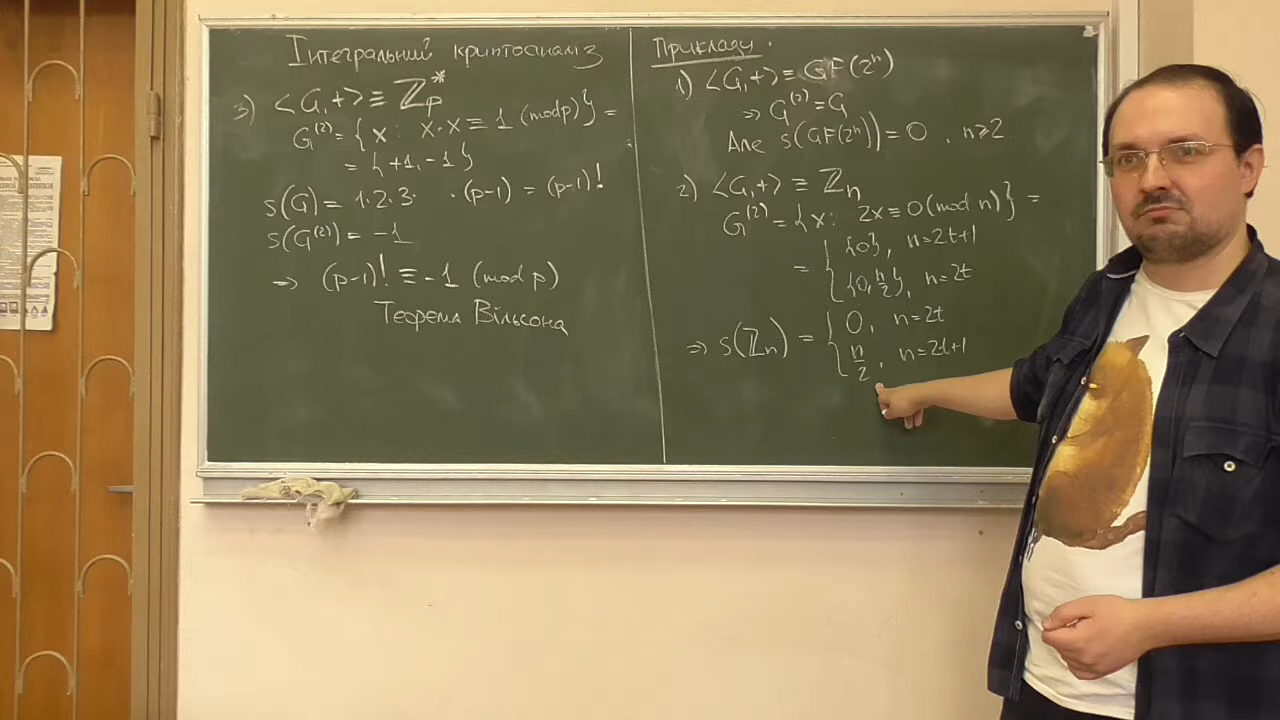 Інтегральний криптоаналіз
3) <G, +> ≡ ℤₚ*
G⁽²⁾ = { x : x·x ≡ 1 (mod p) } =
= { +1, -1 }
s(G) = 1·2·3· · (p-1) = (p-1)!
s(G⁽²⁾) = -1
⇒ (p-1)! ≡ -1 (mod p)
Теорема Вільсона
Приклади.
1) <G, +> ≡ GF(2ⁿ)
⇒ G⁽²⁾ = G
Але s(GF(2ⁿ)) = 0 , n ⩾ 2
2) <G, +> ≡ ℤₙ
G⁽²⁾ = { x : 2x ≡ 0 (mod n) } =
= { {0}, n = 2t+1
{0, n/2}, n = 2t
⇒ s(ℤₙ) = { 0, n = 2t
n/2, n = 2t+1